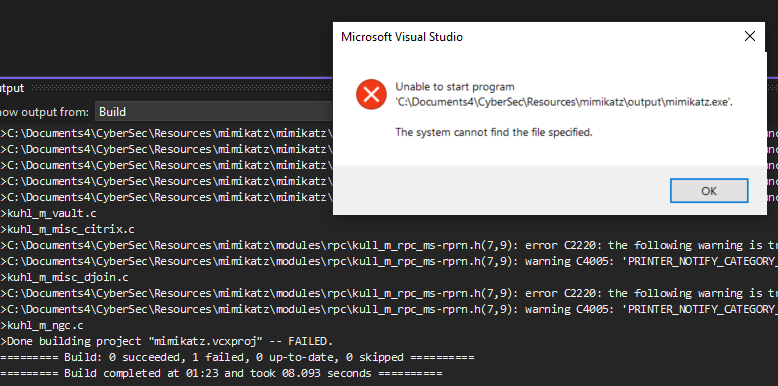 Microsoft Visual Studio
Unable to start program
'C:\Documents4\CyberSec\Resources\mimikatz\output\mimikatz.exe'.
The system cannot find the file specified.
OK
utput
how output from: Build
>C:\Documents4\CyberSec\Resources\mimikatz\mimikatz\
>C:\Documents4\CyberSec\Resources\mimikatz\mimikatz\
>C:\Documents4\CyberSec\Resources\mimikatz\mimikatz\
>C:\Documents4\CyberSec\Resources\mimikatz\mimikatz\
>C:\Documents4\CyberSec\Resources\mimikatz\mimikatz\
>kuhl_m_vault.c
>kuhl_m_misc_citrix.c
>C:\Documents4\CyberSec\Resources\mimikatz\modules\rpc\kull_m_rpc_ms-rprn.h(7,9): error C2220: the following warning is t
>C:\Documents4\CyberSec\Resources\mimikatz\modules\rpc\kull_m_rpc_ms-rprn.h(7,9): warning C4005: 'PRINTER_NOTIFY_CATEGORY_
>kuhl_m_misc_djoin.c
>C:\Documents4\CyberSec\Resources\mimikatz\modules\rpc\kull_m_rpc_ms-rprn.h(7,9): error C2220: the following warning is t
>C:\Documents4\CyberSec\Resources\mimikatz\modules\rpc\kull_m_rpc_ms-rprn.h(7,9): warning C4005: 'PRINTER_NOTIFY_CATEGORY_
>kuhl_m_ngc.c
>Done building project "mimikatz.vcxproj" -- FAILED.
========= Build: 0 succeeded, 1 failed, 0 up-to-date, 0 skipped ==========
========= Build completed at 01:23 and took 08.093 seconds ==========